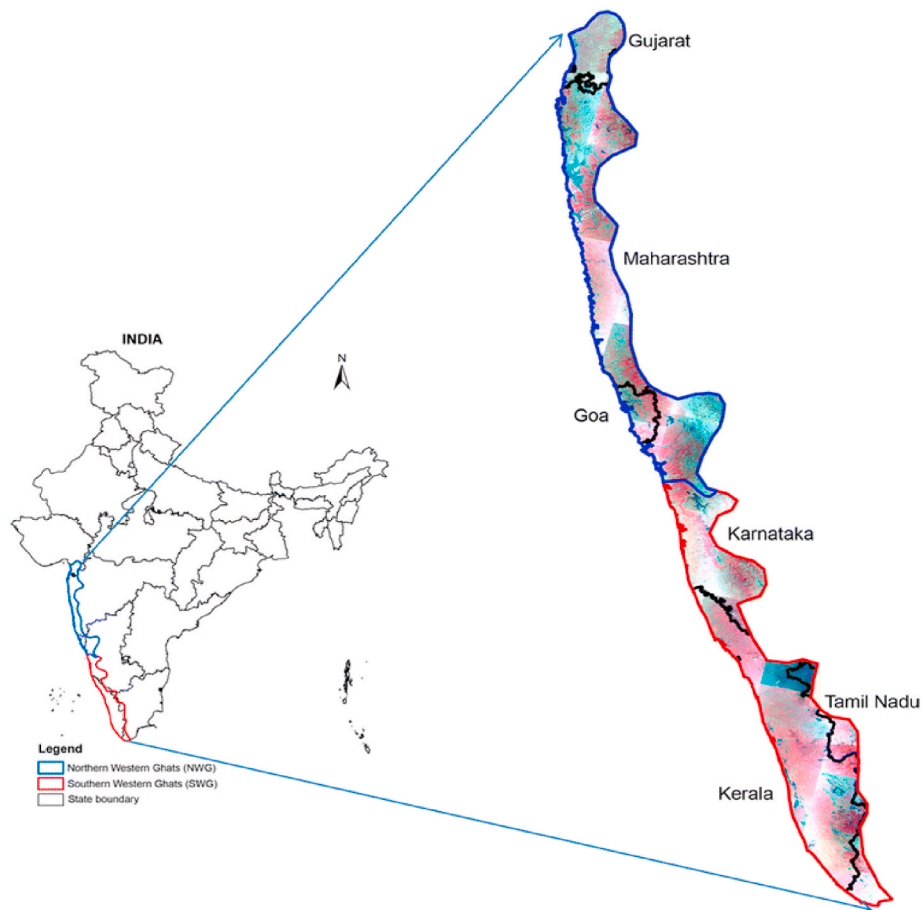 Gujarat
Maharashtra
INDIA
N
Goa
Karnataka
Tamil Nadu
Legend
Northern Western Ghats (NWG)
Southern Western Ghats (SWG)
State boundary
Kerala